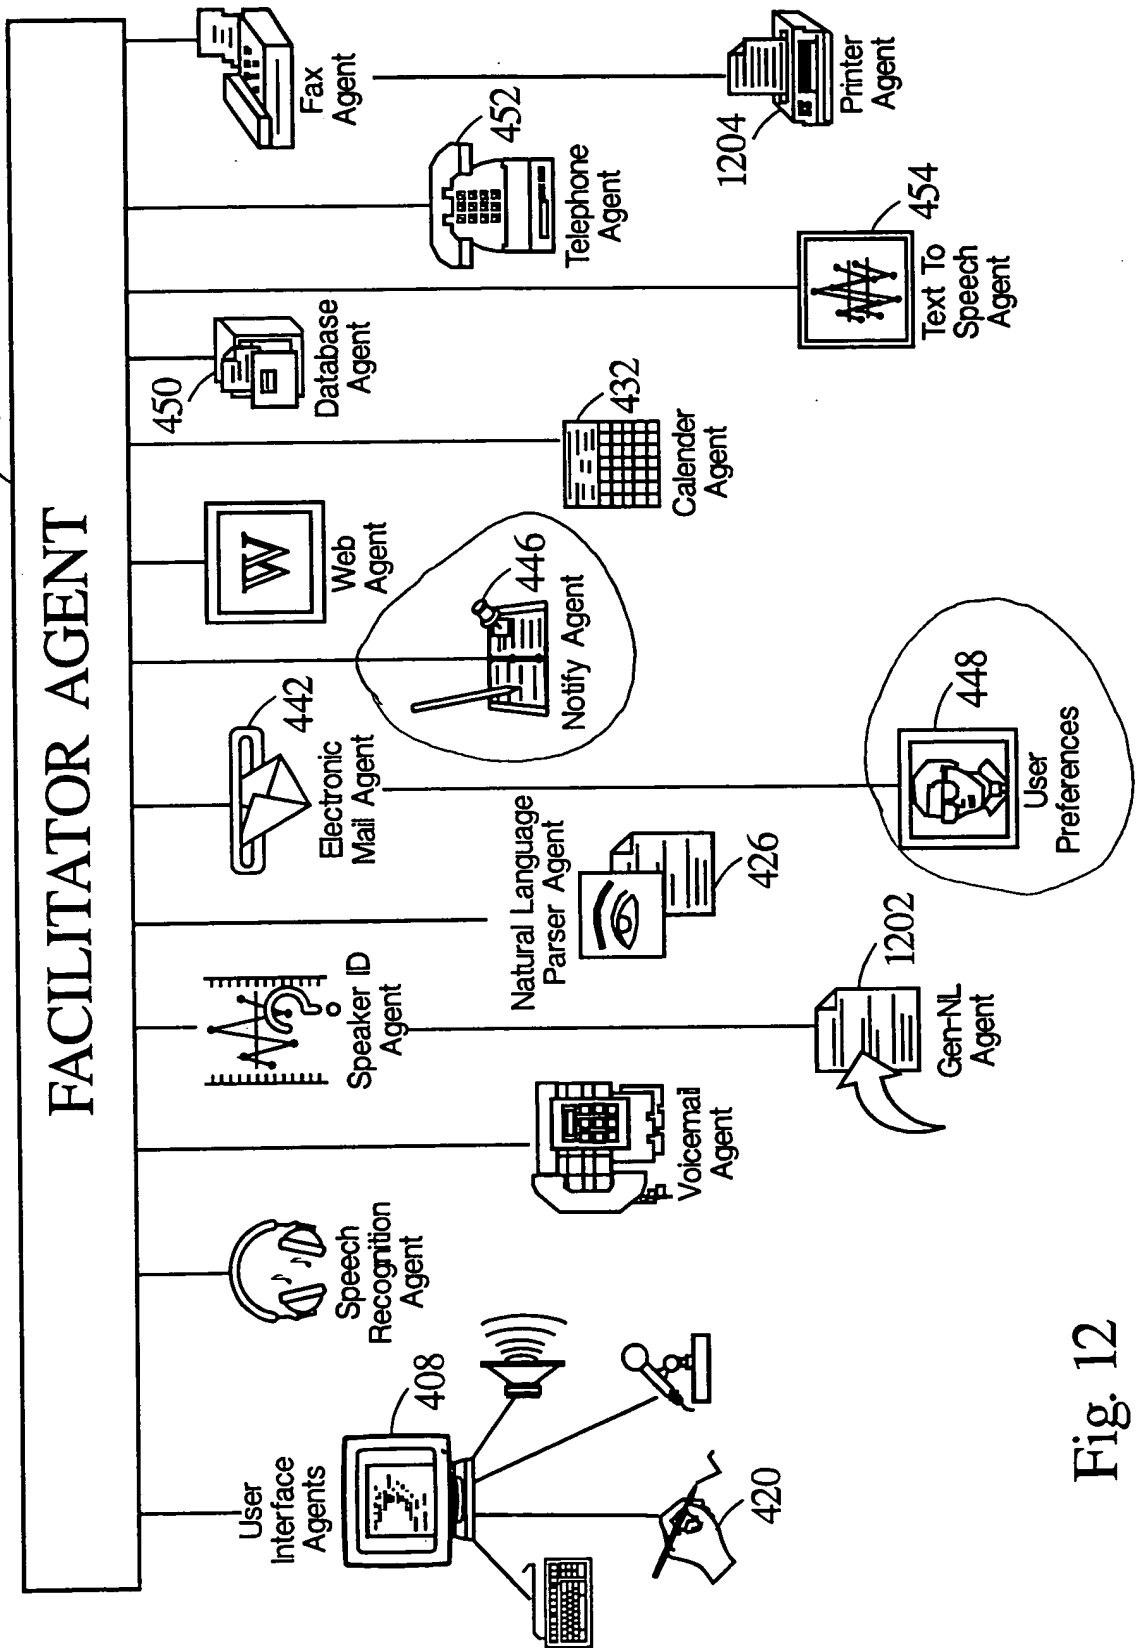 FACILITATOR AGENT
User
Interface
Agents
408
420
Speech
Recognition
Agent
Voicemail
Agent
Speaker ID
Agent
1202
Gen-NL
Agent
Natural Language
Parser Agent
426
442
Electronic
Mail Agent
448
User
Preferences
446
Notify Agent
W
Web
Agent
432
Calender
Agent
450
Database
Agent
454
Text To
Speech
Agent
452
Telephone
Agent
Fax
Agent
1204
Printer
Agent
Fig. 12